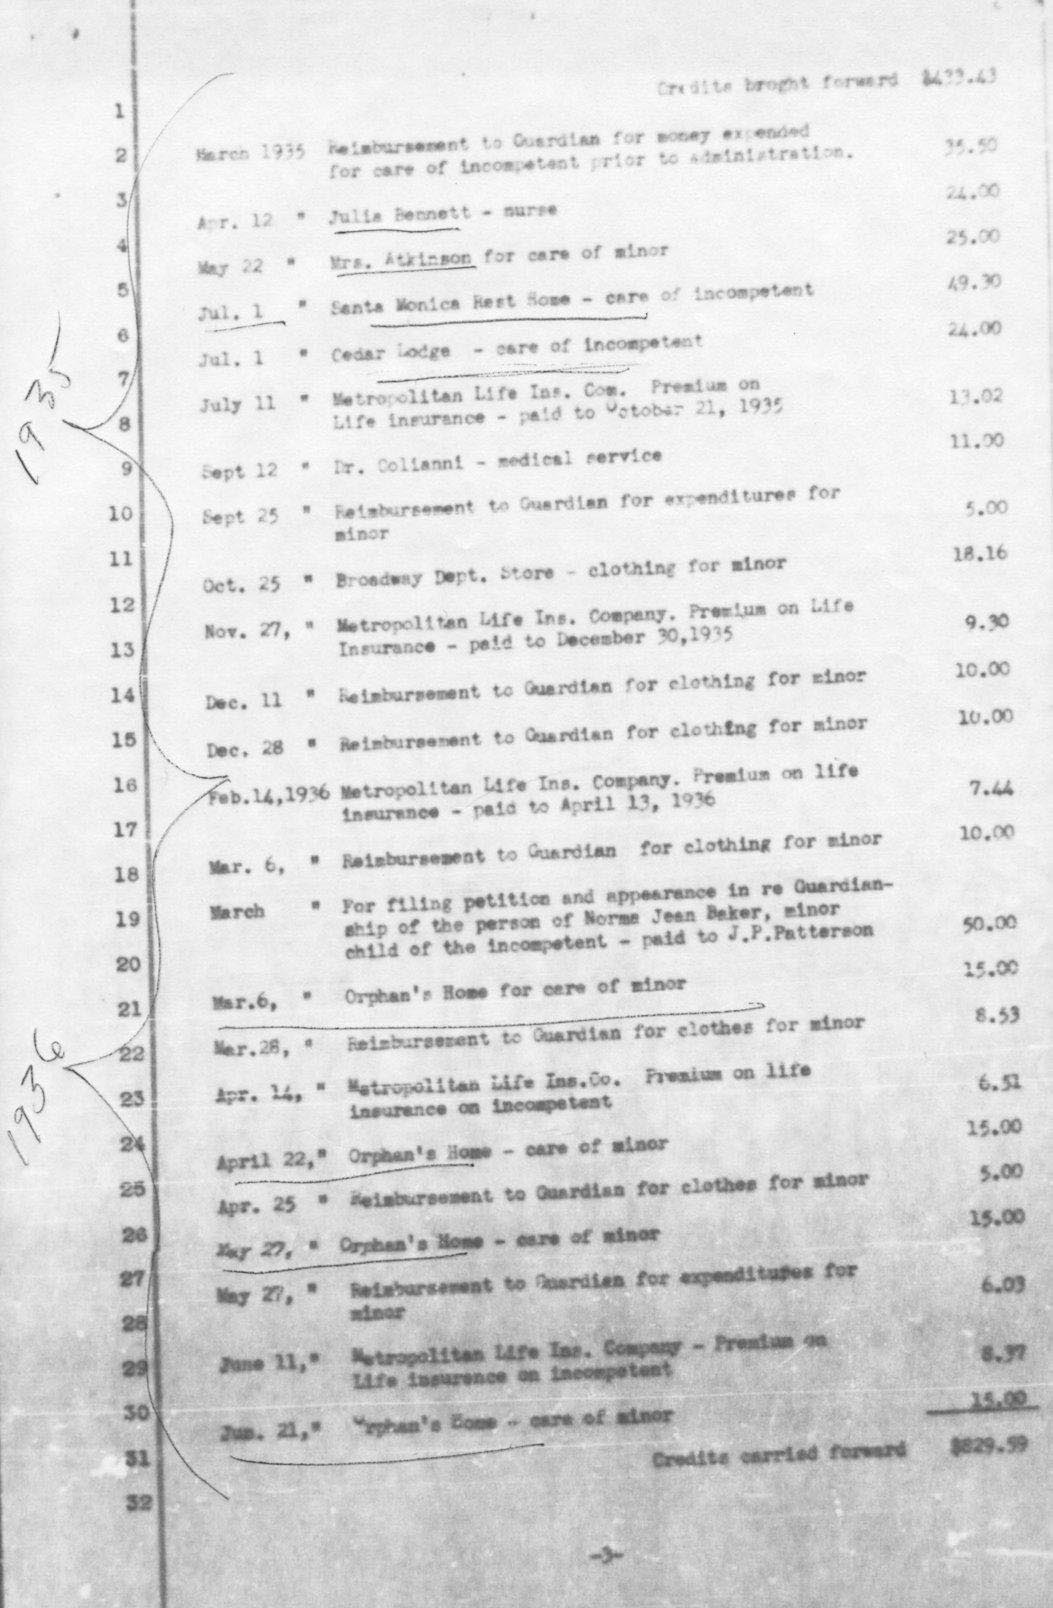 Credits broght forward $433.43
1
2
3
4
5
6
7
8
9
10
11
12
13
14
15
16
17
18
19
20
21
22
23
24
25
26
27
28
29
30
31
32
1935
1936
March 1935 Reimbursement to Guardian for money expended
for care of incompetent prior to administration. 35.50
Apr. 12 " Julia Bennett - nurse 24.00
May 22 " Mrs. Atkinson for care of minor 25.00
Jul. 1 " Santa Monica Rest Home - care of incompetent 49.30
Jul. 1 " Cedar Lodge - care of incompetent 24.00
July 11 " Metropolitan Life Ins. Com. Premium on
Life insurance - paid to October 21, 1935 13.02
Sept 12 " Dr. Colianni - medical service 11.00
Sept 25 " Reimbursement to Guardian for expenditures for
minor 5.00
Oct. 25 " Broadway Dept. Store - clothing for minor 18.16
Nov. 27, " Metropolitan Life Ins. Company. Premium on Life
Insurance - paid to December 30,1935 9.30
Dec. 11 " Reimbursement to Guardian for clothing for minor 10.00
Dec. 28 " Reimbursement to Guardian for clothing for minor 10.00
Feb.14,1936 Metropolitan Life Ins. Company. Premium on life
insurance - paid to April 13, 1936 7.44
Mar. 6, " Reimbursement to Guardian for clothing for minor 10.00
March " For filing petition and appearance in re Guardian-
ship of the person of Norma Jean Baker, minor
child of the incompetent - paid to J.P.Patterson 50.00
Mar.6, " Orphan's Home for care of minor 15.00
Mar.28, " Reimbursement to Guardian for clothes for minor 8.53
Apr. 14, " Metropolitan Life Ins.Co. Premium on life
insurance on incompetent 6.51
April 22," Orphan's Home - care of minor 15.00
Apr. 25 " Reimbursement to Guardian for clothes for minor 5.00
May 27, " Orphan's Home - care of minor 15.00
May 27, " Reimbursement to Guardian for expenditures for
minor 6.03
June 11," Metropolitan Life Ins. Company - Premium on
Life insurence on incompetent 8.37
Jun. 21," Orphan's Home - care of minor 15.00
Credits carried forward $829.59
-3-